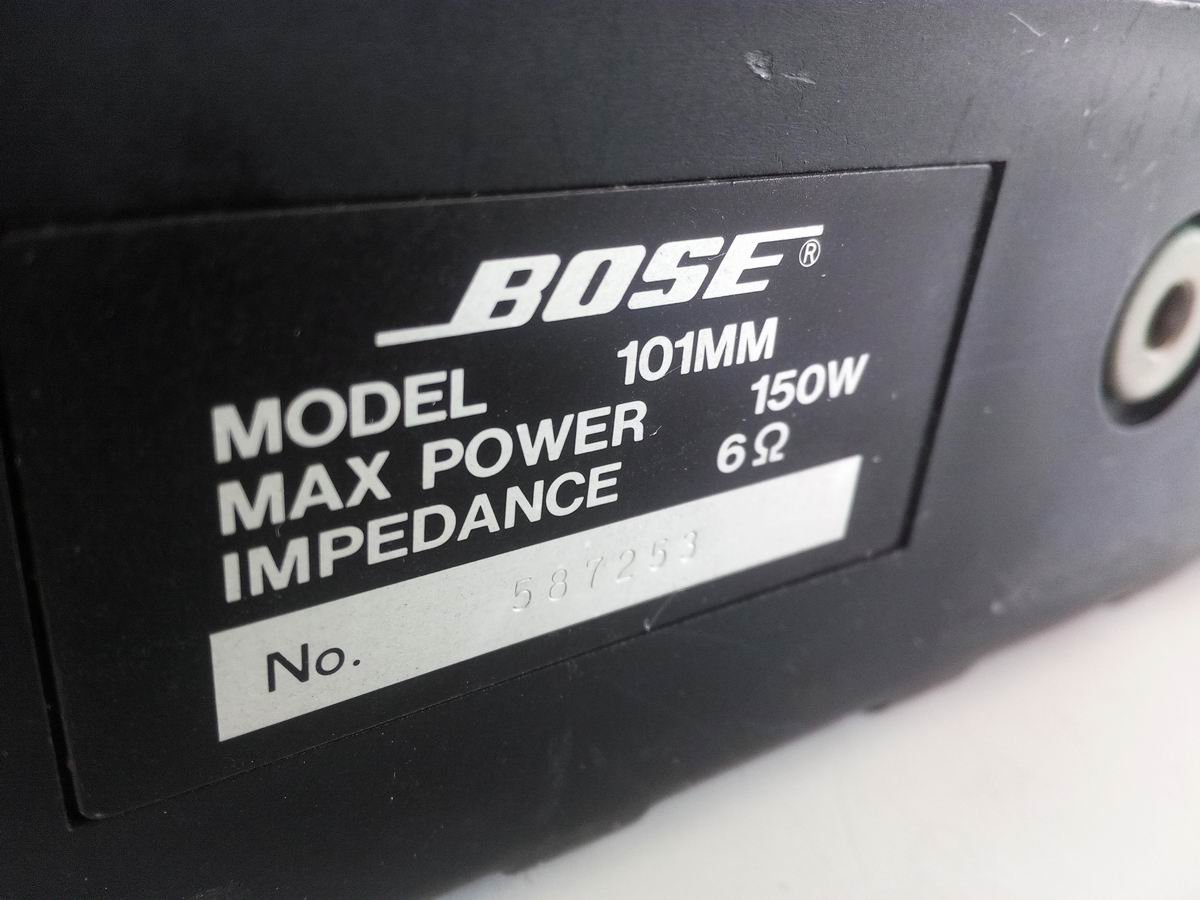 BOSE®
MODEL 101MM
MAX POWER 150W
IMPEDANCE 6Ω
No. 587253